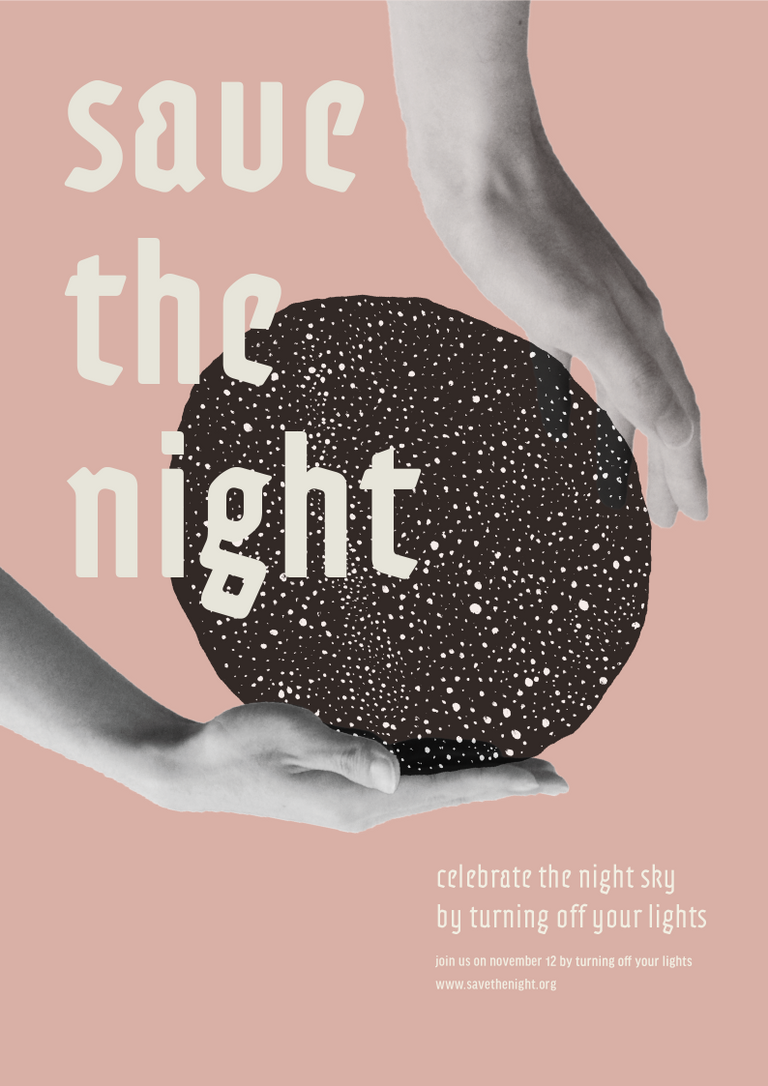 save
the
night
celebrate the night sky
by turning off your lights
join us on november 12 by turning off your lights
www.savethenight.org